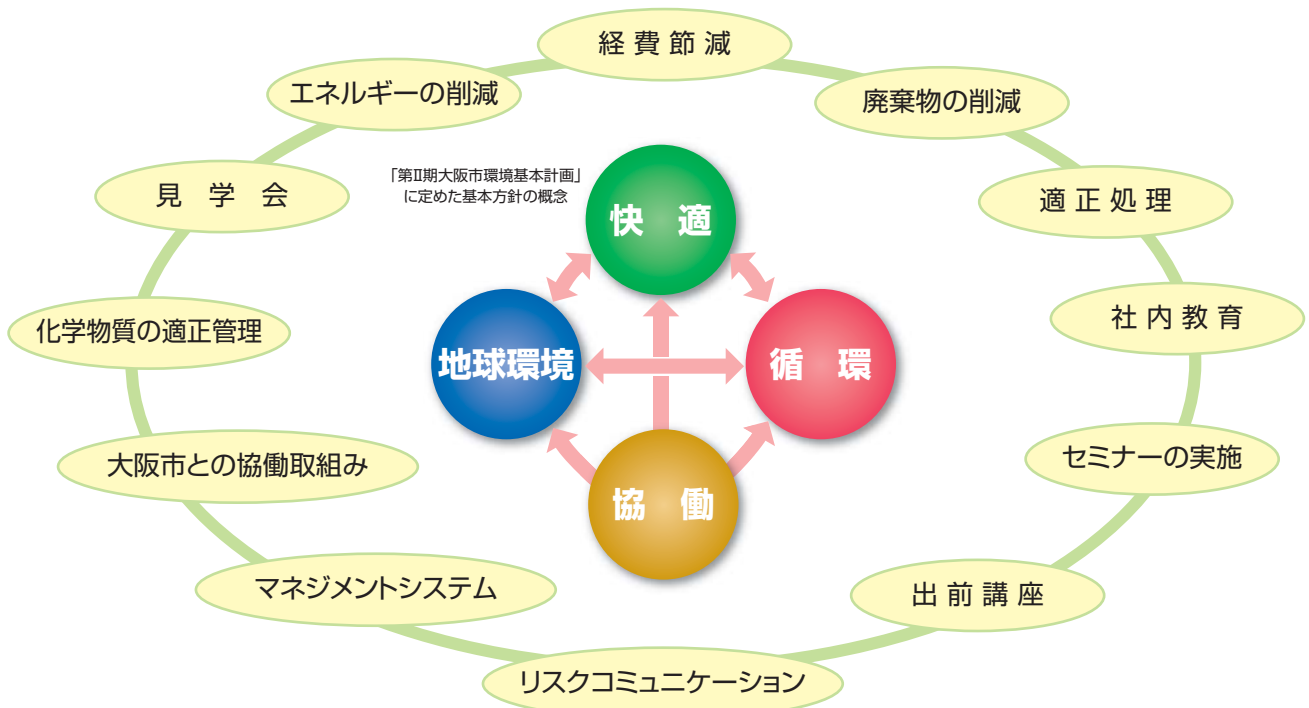 経費節減
エネルギーの削減
廃棄物の削減
見学会
「第Ⅱ期大阪市環境基本計画」
に定めた基本方針の概念
快適
適正処理
化学物質の適正管理
地球環境
循環
社内教育
大阪市との協働取組み
協働
セミナーの実施
マネジメントシステム
出前講座
リスクコミュニケーション